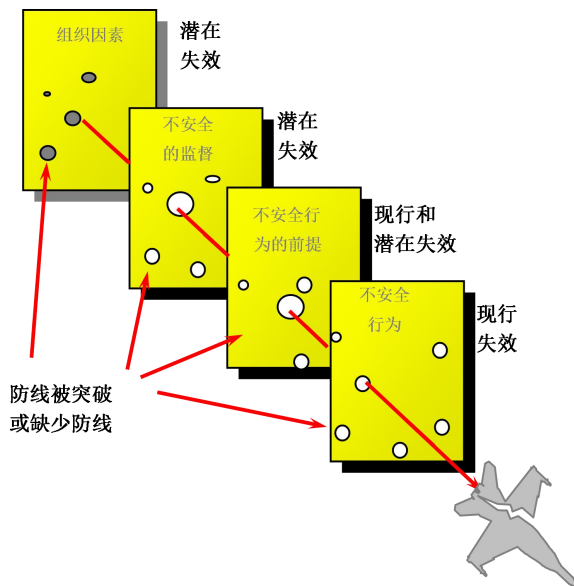 组织因素
潜在
失效
不安全
的监督
潜在
失效
不安全行
为的前提
现行和
潜在失效
不安全
行为
现行
失效
防线被突破
或缺少防线